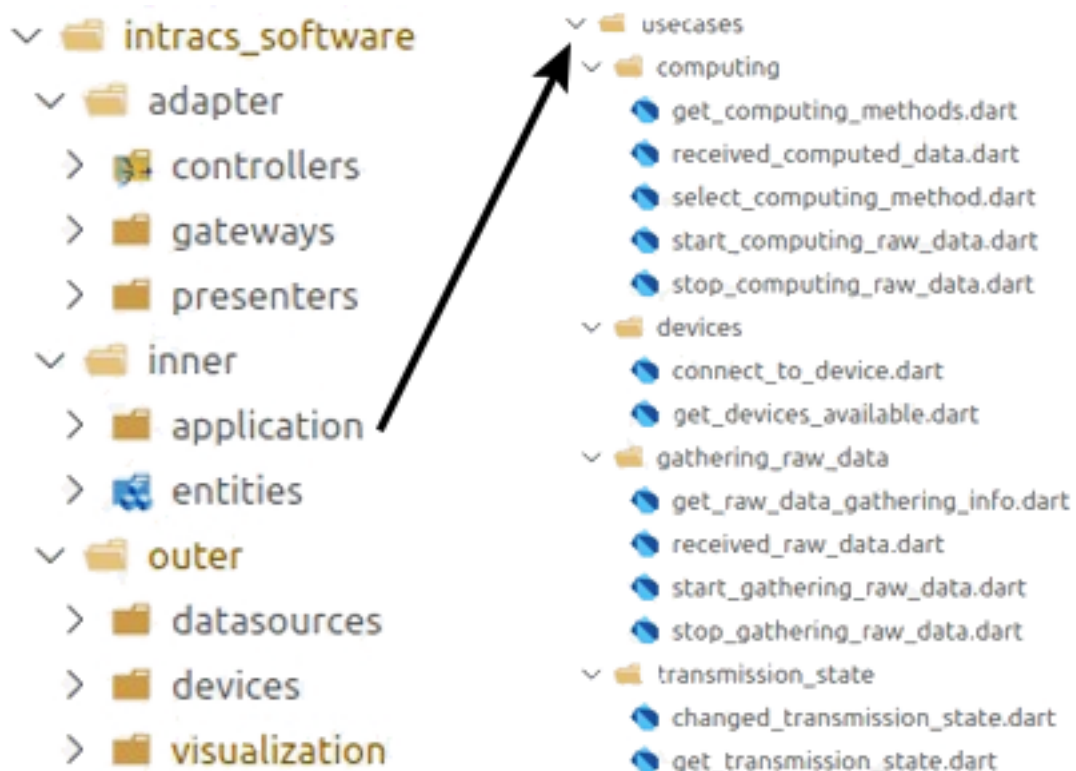 intracs_software
adapter
controllers
gateways
presenters
inner
application
entities
outer
datasources
devices
visualization
usecases
computing
get_computing_methods.dart
received_computed_data.dart
select_computing_method.dart
start_computing_raw_data.dart
stop_computing_raw_data.dart
devices
connect_to_device.dart
get_devices_available.dart
gathering_raw_data
get_raw_data_gathering_info.dart
received_raw_data.dart
start_gathering_raw_data.dart
stop_gathering_raw_data.dart
transmission_state
changed_transmission_state.dart
get_transmission_state.dart